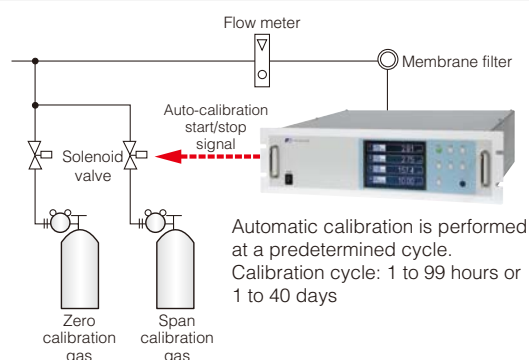 Flow meter
Membrane filter
Auto-calibration
start/stop
signal
Solenoid
valve
Automatic calibration is performed
at a predetermined cycle.
Calibration cycle: 1 to 99 hours or
1 to 40 days
Zero
calibration
gas
Span
calibration
gas